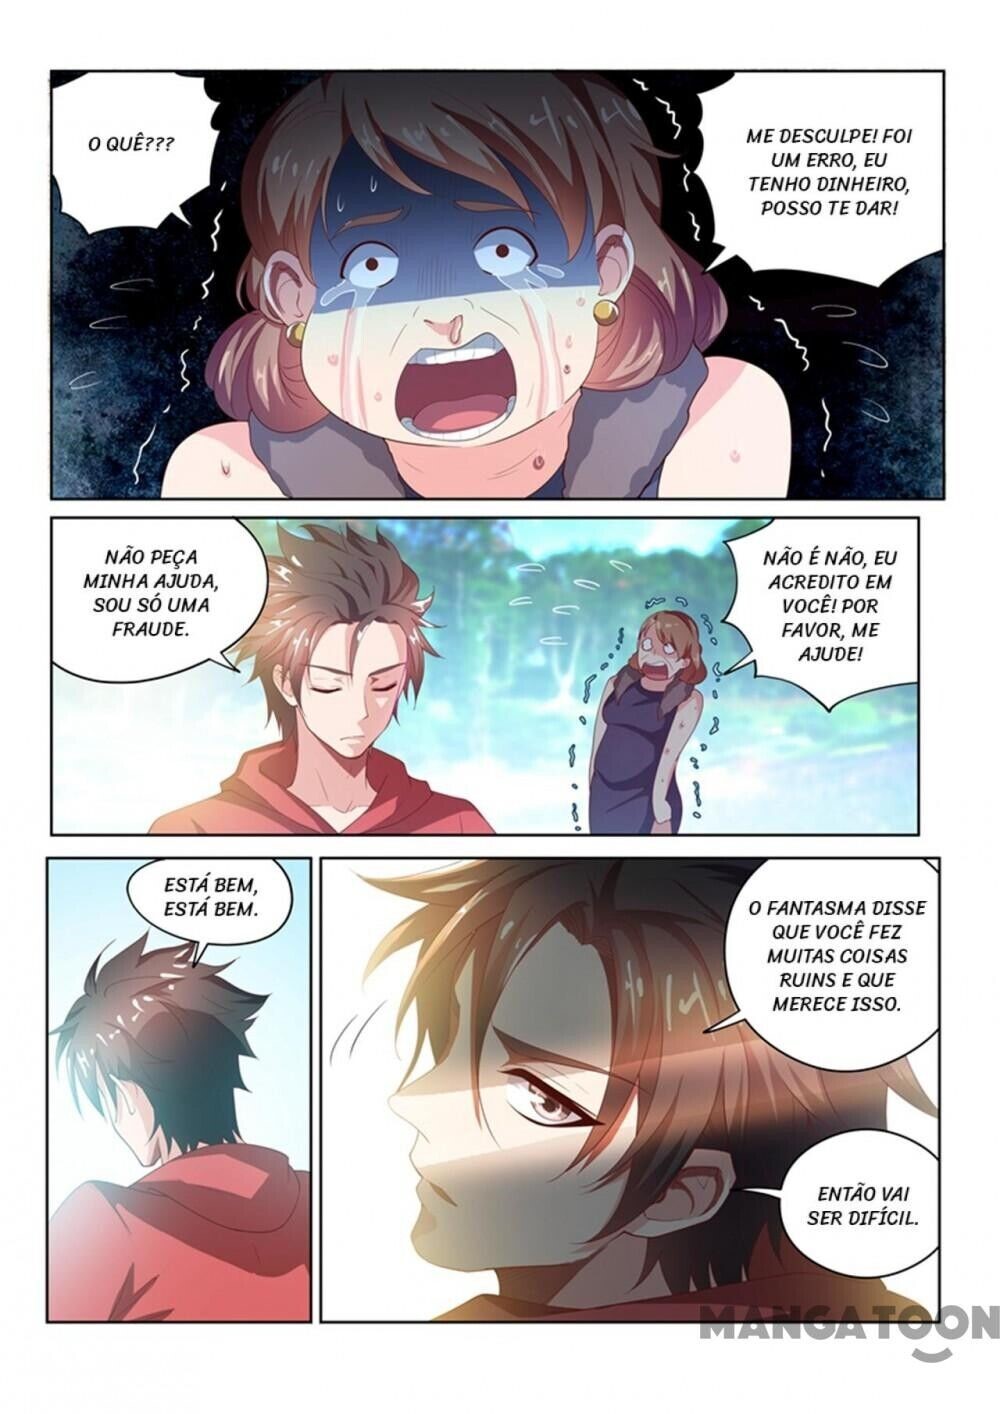 O QUÊ???
ME DESCULPE! FOI
UM ERRO, EU
TENHO DINHEIRO,
POSSO TE DAR!
NÃO PEÇA
MINHA AJUDA,
SOU SÓ UMA
FRAUDE.
NÃO É NÃO, EU
ACREDITO EM
VOCÊ! POR
FAVOR, ME
AJUDE!
ESTÁ BEM,
ESTÁ BEM.
O FANTASMA DISSE
QUE VOCÊ FEZ
MUITAS COISAS
RUINS E QUE
MERECE ISSO.
ENTÃO VAI
SER DIFÍCIL.
MANGATOON